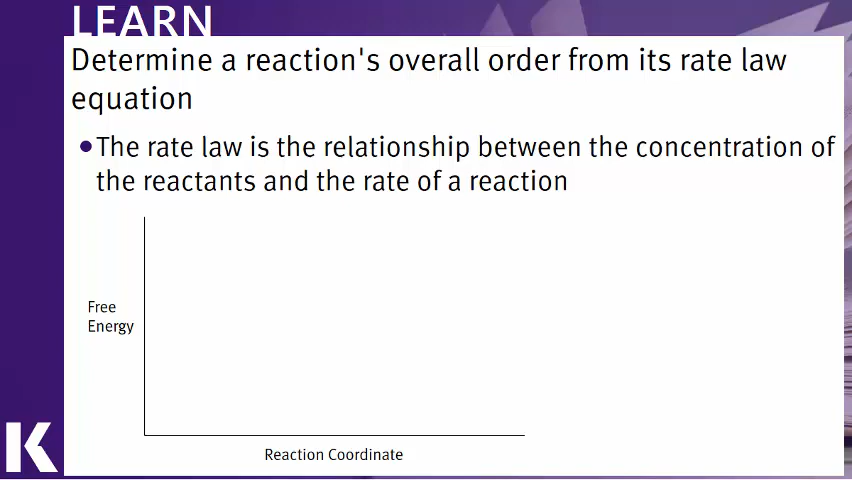 LEARN
Determine a reaction's overall order from its rate law
equation
•The rate law is the relationship between the concentration of
the reactants and the rate of a reaction
Free
Energy
Reaction Coordinate
K